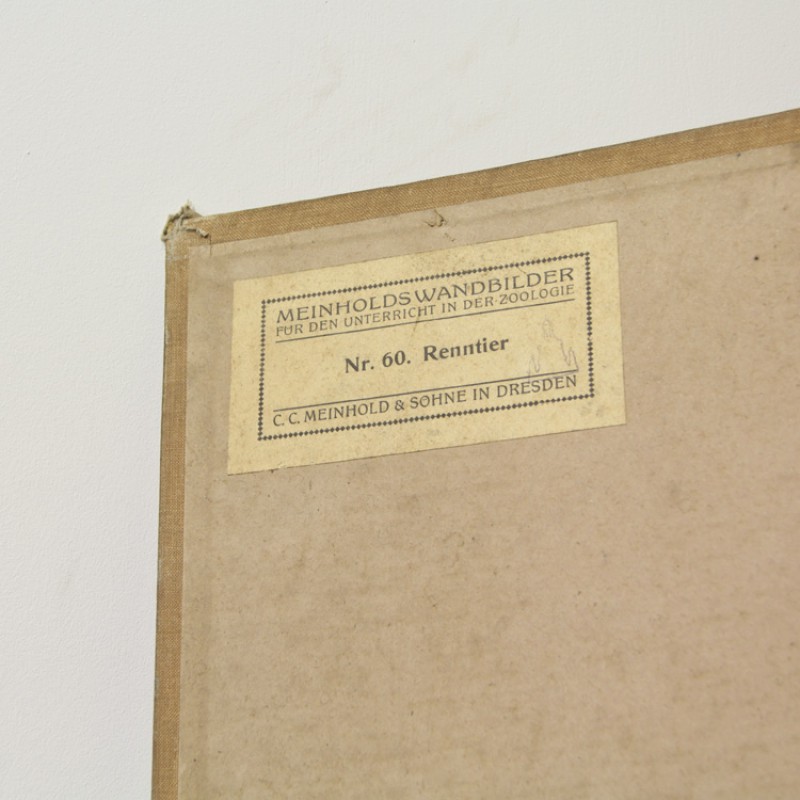 MEINHOLDS WANDBILDER
FÜR DEN UNTERRICHT IN DER ZOOLOGIE
Nr. 60. Renntier
C. C. MEINHOLD & SÖHNE IN DRESDEN